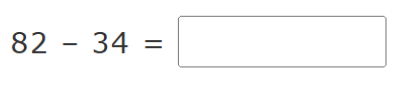 82 − 34 =